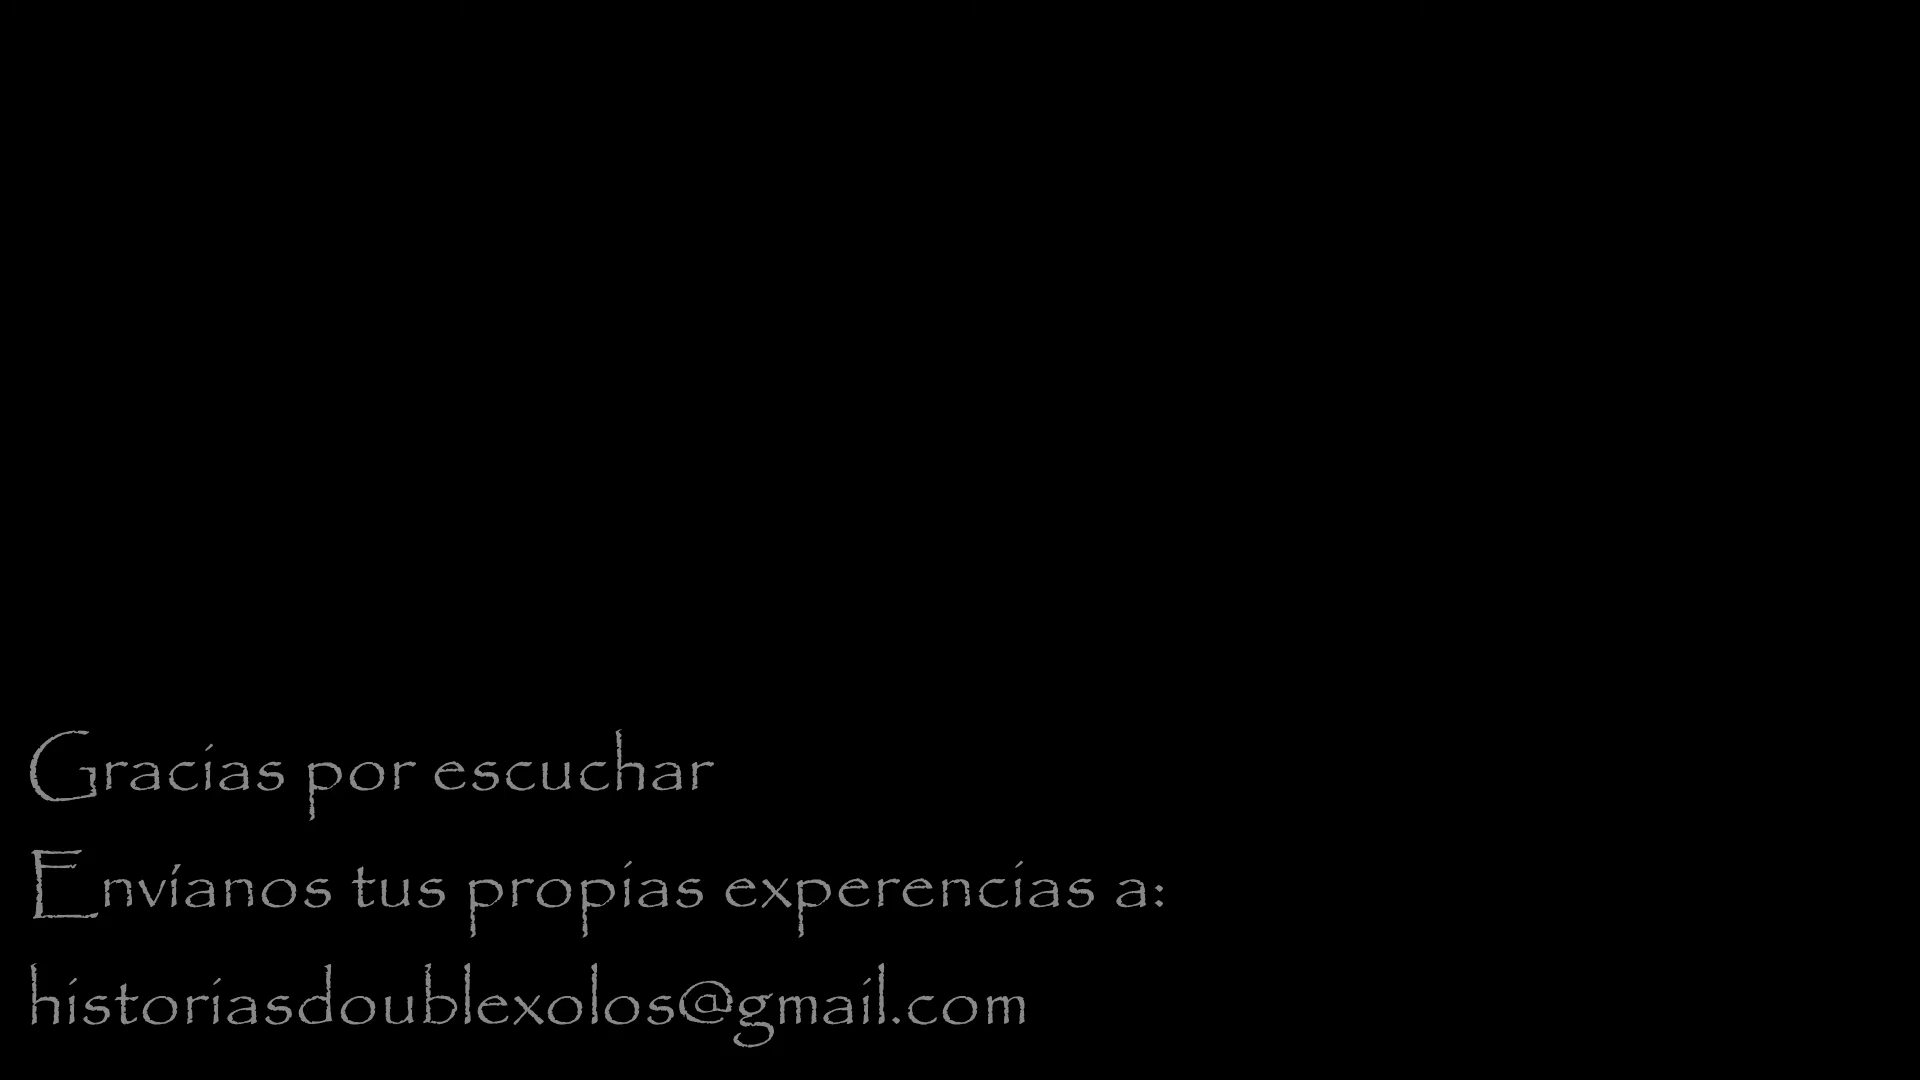 Gracias por escuchar
Envíanos tus propias experencias a:
historiasdoublexolos@gmail.com